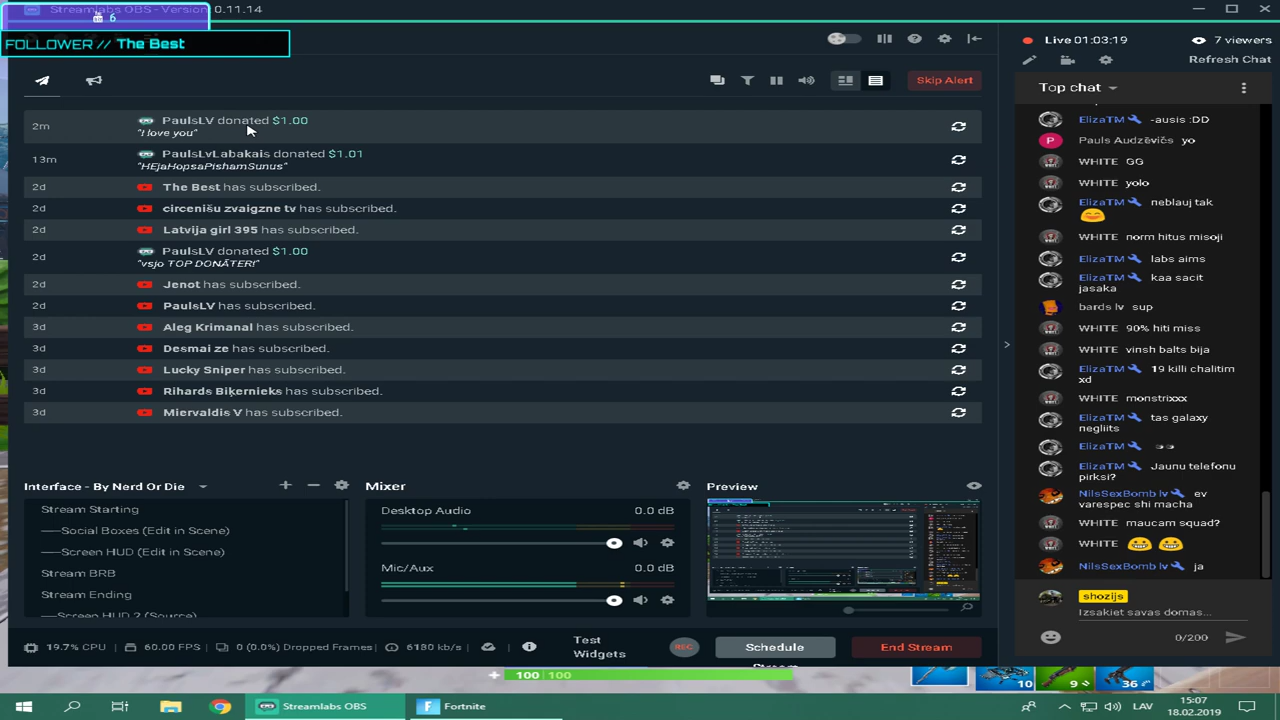 Streamlabs OBS - Version 0.11.14
6
FOLLOWER // The Best
Skip Alert
2m
PaulsLV donated $1.00
"I love you"
13m
PaulsLvLabakais donated $1.01
"HEjaHopsaPishamSunus"
2d
The Best has subscribed.
2d
circenišu zvaigzne tv has subscribed.
2d
Latvija girl 395 has subscribed.
2d
PaulsLV donated $1.00
"vsjo TOP DONĀTER!"
2d
Jenot has subscribed.
2d
PaulsLV has subscribed.
3d
Aleg Krimanal has subscribed.
3d
Desmai ze has subscribed.
3d
Lucky Sniper has subscribed.
3d
Rihards Biķernieks has subscribed.
3d
Miervaldis V has subscribed.
Interface - By Nerd Or Die
Stream Starting
——Social Boxes (Edit in Scene)
——Screen HUD (Edit in Scene)
Stream BRB
Stream Ending
——Screen HUD 2 (Source)
Mixer
Desktop Audio
0.0 dB
Mic/Aux
0.0 dB
Preview
19.7% CPU
60.00 FPS
0 (0.0%) Dropped Frames
6180 kb/s
Test
Widgets
REC
Schedule
Stream
End Stream
Live 01:03:19
7 viewers
Refresh Chat
Top chat
ElizaTM -ausis :DD
P
Pauls Audzēvičs yo
WHITE GG
WHITE yolo
ElizaTM neblauj tak
WHITE norm hitus misoji
ElizaTM labs aims
ElizaTM kaa sacit
jasaka
bards lv sup
WHITE 90% hiti miss
WHITE vinsh balts bija
ElizaTM 19 killi chalitim
xd
WHITE monstrixxx
ElizaTM tas galaxy
negliits
ElizaTM
ElizaTM Jaunu telefonu
pirksi?
NilsSexBomb lv ev
varespec shi macha
WHITE maucam squad?
WHITE
NilsSexBomb lv ja
shozijs
Izsakiet savas domas...
0/200
+ 100 | 100
10
9
36
Streamlabs OBS
Fortnite
LAV
15:07
18.02.2019